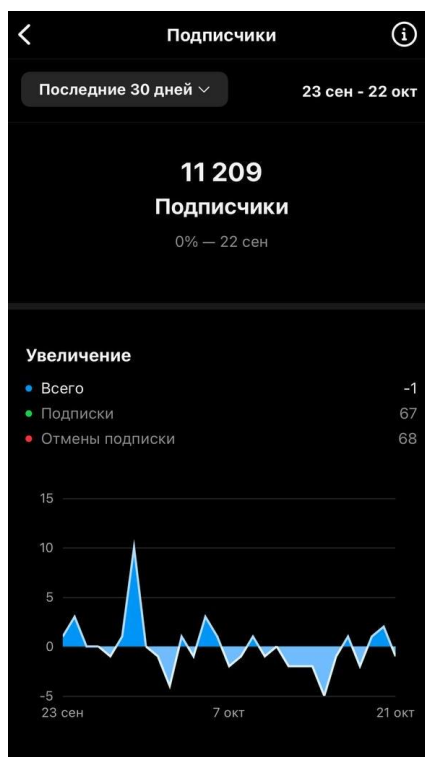 Подписчики
Последние 30 дней 23 сен - 22 окт
11 209
Подписчики
0% — 22 сен
Увеличение
Всего -1
Подписки 67
Отмены подписки 68
15
10
5
0
-5
23 сен 7 окт 21 окт